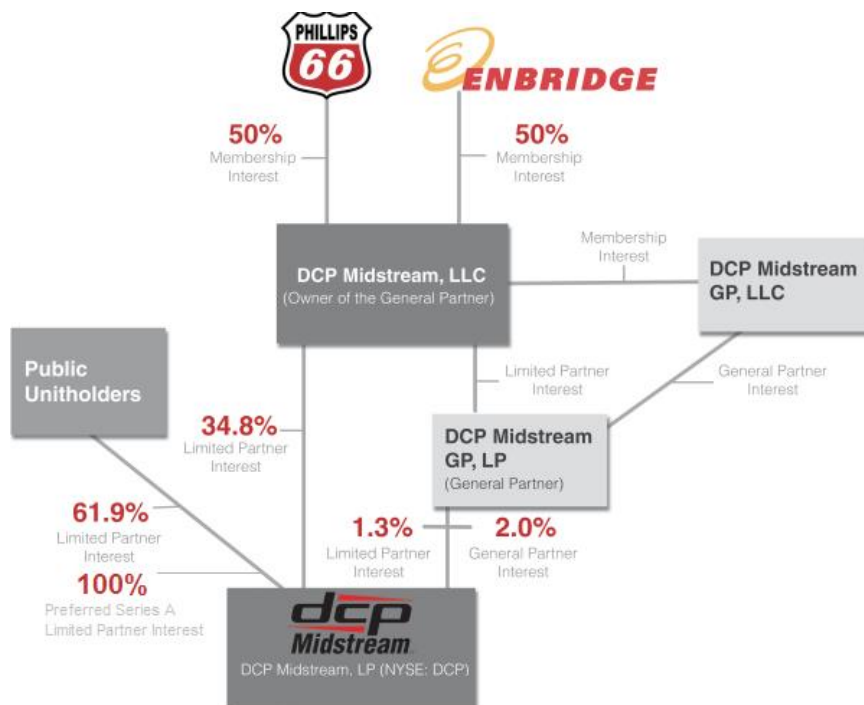 PHILLIPS
66
ENBRIDGE
50%
Membership
Interest
50%
Membership
Interest
DCP Midstream, LLC
(Owner of the General Partner)
Membership
Interest
DCP Midstream
GP, LLC
Public
Unitholders
34.8%
Limited Partner
Interest
Limited Partner
Interest
General Partner
Interest
DCP Midstream
GP, LP
(General Partner)
61.9%
Limited Partner
Interest
100%
Preferred Series A
Limited Partner Interest
1.3%
Limited Partner
Interest
2.0%
General Partner
Interest
dcp
Midstream
DCP Midstream, LP (NYSE: DCP)